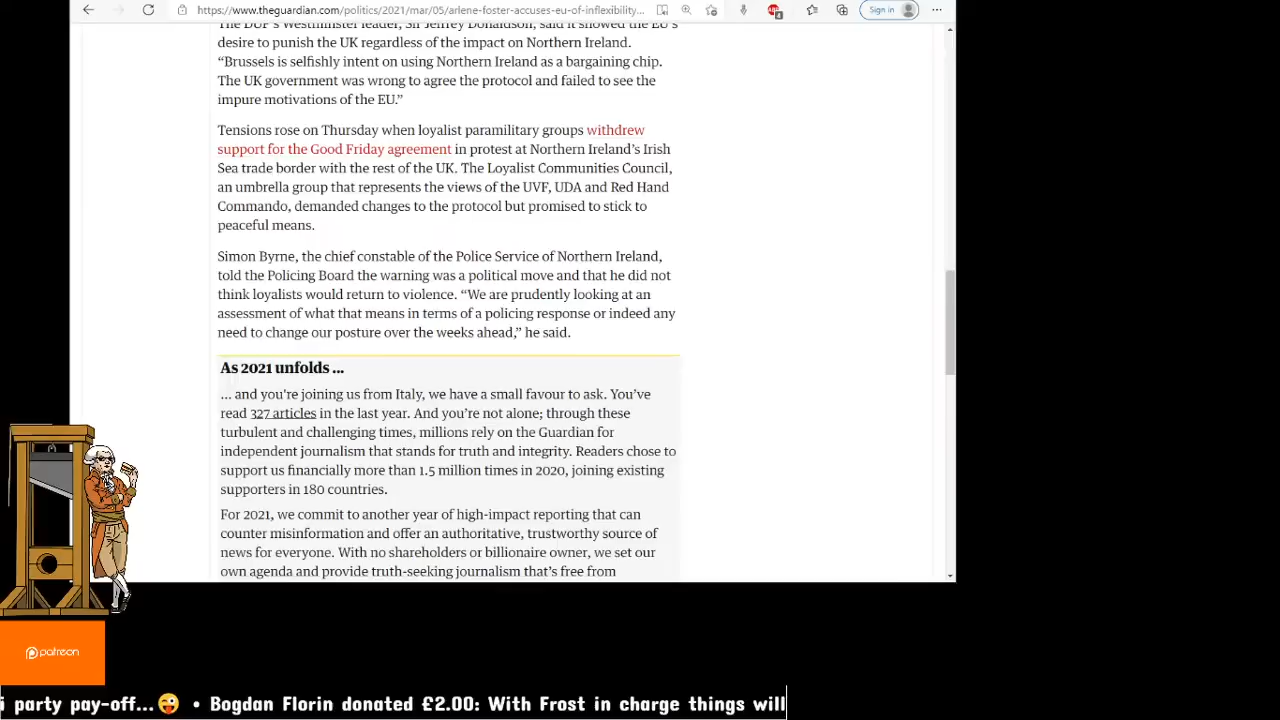 https://www.theguardian.com/politics/2021/mar/05/arlene-foster-accuses-eu-of-inflexibility...
Sign in
The DUP's Westminster leader, Sir Jeffrey Donaldson, said it showed the EU's
desire to punish the UK regardless of the impact on Northern Ireland.
“Brussels is selfishly intent on using Northern Ireland as a bargaining chip.
The UK government was wrong to agree the protocol and failed to see the
impure motivations of the EU.”
Tensions rose on Thursday when loyalist paramilitary groups withdrew
support for the Good Friday agreement in protest at Northern Ireland’s Irish
Sea trade border with the rest of the UK. The Loyalist Communities Council,
an umbrella group that represents the views of the UVF, UDA and Red Hand
Commando, demanded changes to the protocol but promised to stick to
peaceful means.
Simon Byrne, the chief constable of the Police Service of Northern Ireland,
told the Policing Board the warning was a political move and that he did not
think loyalists would return to violence. “We are prudently looking at an
assessment of what that means in terms of a policing response or indeed any
need to change our posture over the weeks ahead,” he said.
As 2021 unfolds ...
... and you're joining us from Italy, we have a small favour to ask. You’ve
read 327 articles in the last year. And you’re not alone; through these
turbulent and challenging times, millions rely on the Guardian for
independent journalism that stands for truth and integrity. Readers chose to
support us financially more than 1.5 million times in 2020, joining existing
supporters in 180 countries.
For 2021, we commit to another year of high-impact reporting that can
counter misinformation and offer an authoritative, trustworthy source of
news for everyone. With no shareholders or billionaire owner, we set our
own agenda and provide truth-seeking journalism that’s free from
patreon
i party pay-off...😜 • Bogdan Florin donated £2.00: With Frost in charge things will